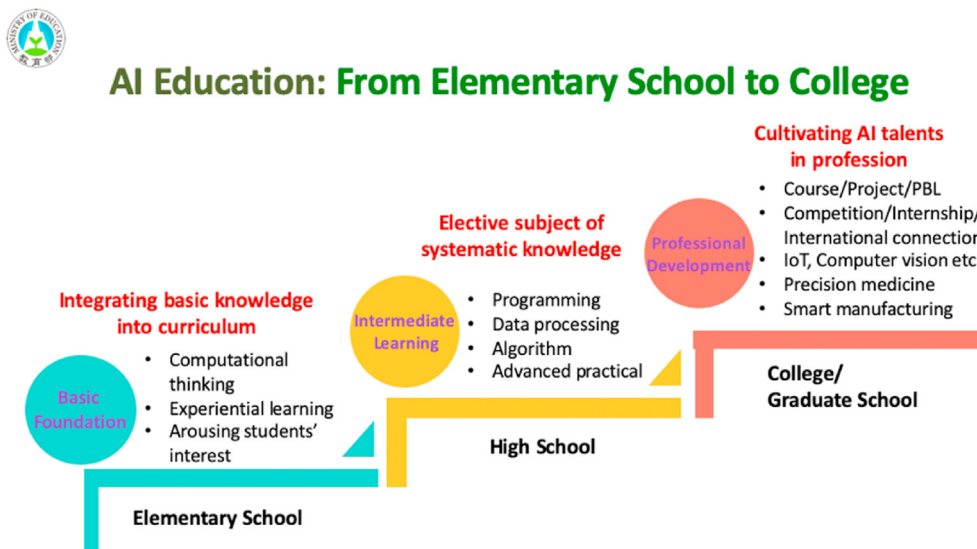 MINISTRY OF EDUCATION
教育部
AI Education: From Elementary School to College
Integrating basic knowledge
into curriculum
Basic
Foundation
• Computational
thinking
• Experiential learning
• Arousing students’
interest
Elementary School
Elective subject of
systematic knowledge
Intermediate
Learning
• Programming
• Data processing
• Algorithm
• Advanced practical
High School
Cultivating AI talents
in profession
Professional
Development
• Course/Project/PBL
• Competition/Internship/
International connection
• IoT, Computer vision etc
• Precision medicine
• Smart manufacturing
College/
Graduate School